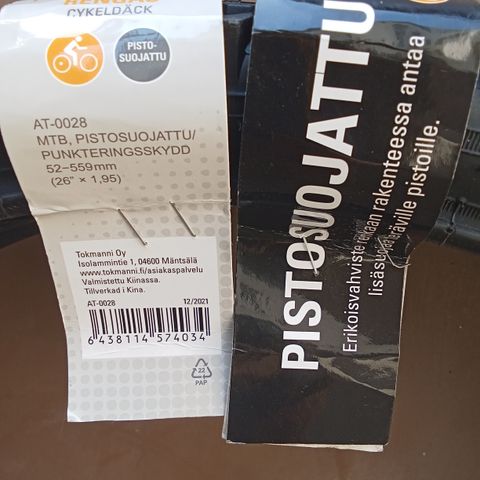 RENGAS
CYKELDÄCK
PISTO-
SUOJATTU
AT-0028
MTB, PISTOSUOJATTU/
PUNKTERINGSSKYDD
52–559mm
(26" × 1,95)
Tokmanni Oy
Isolammintie 1, 04600 Mäntsälä
www.tokmanni.fi/asiakaspalvelu
Valmistettu Kiinassa.
Tillverkad i Kina.
AT-0028 12/2021
6 438114 574034
22
PAP
PISTOSUOJATTU
Erikoisvahvisteinen rakenteessa antaa
pistoille.